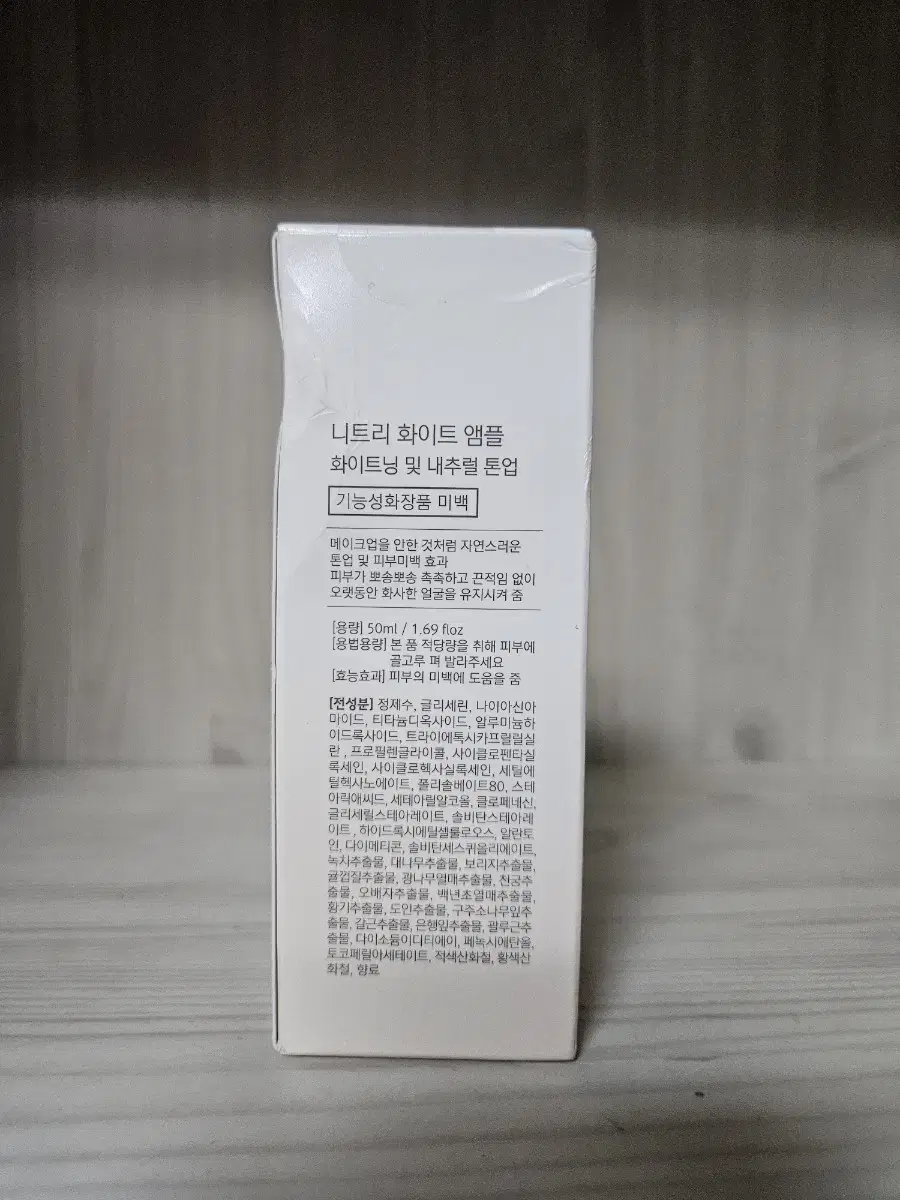 니트리 화이트 앰플
화이트닝 및 내추럴 톤업
기능성화장품 미백
메이크업을 안한 것처럼 자연스러운
톤업 및 피부미백 효과
피부가 뽀송뽀송 촉촉하고 끈적임 없이
오랫동안 화사한 얼굴을 유지시켜 줌
[용량] 50ml / 1.69 floz
[용법용량] 본 품 적당량을 취해 피부에
골고루 펴 발라주세요
[효능효과] 피부의 미백에 도움을 줌
[전성분] 정제수, 글리세린, 나이아신아
마이드, 티타늄디옥사이드, 알루미늄하
이드록사이드, 트라이에톡시카프릴릴실
란 , 프로필렌글라이콜, 사이클로펜타실
록세인, 사이클로헥사실록세인, 세틸에
틸헥사노에이트, 폴리솔베이트80, 스테
아릭애씨드, 세테아릴알코올, 클로페네신,
글리세릴스테아레이트, 솔비탄스테아레
이트 , 하이드록시에틸셀룰로오스, 알란토
인, 다이메티콘, 솔비탄세스퀴올리에이트,
녹차추출물, 대나무추출물, 보리지추출물,
귤껍질추출물, 광나무열매추출물, 천궁추
출물, 오배자추출물, 백년초열매추출물,
황기추출물, 도인추출물, 구주소나무잎추
출물, 갈근추출물, 은행잎추출물, 팔루근추
출물, 다이소듐이디티에이, 페녹시에탄올,
토코페릴아세테이트, 적색산화철, 황색산
화철, 향료